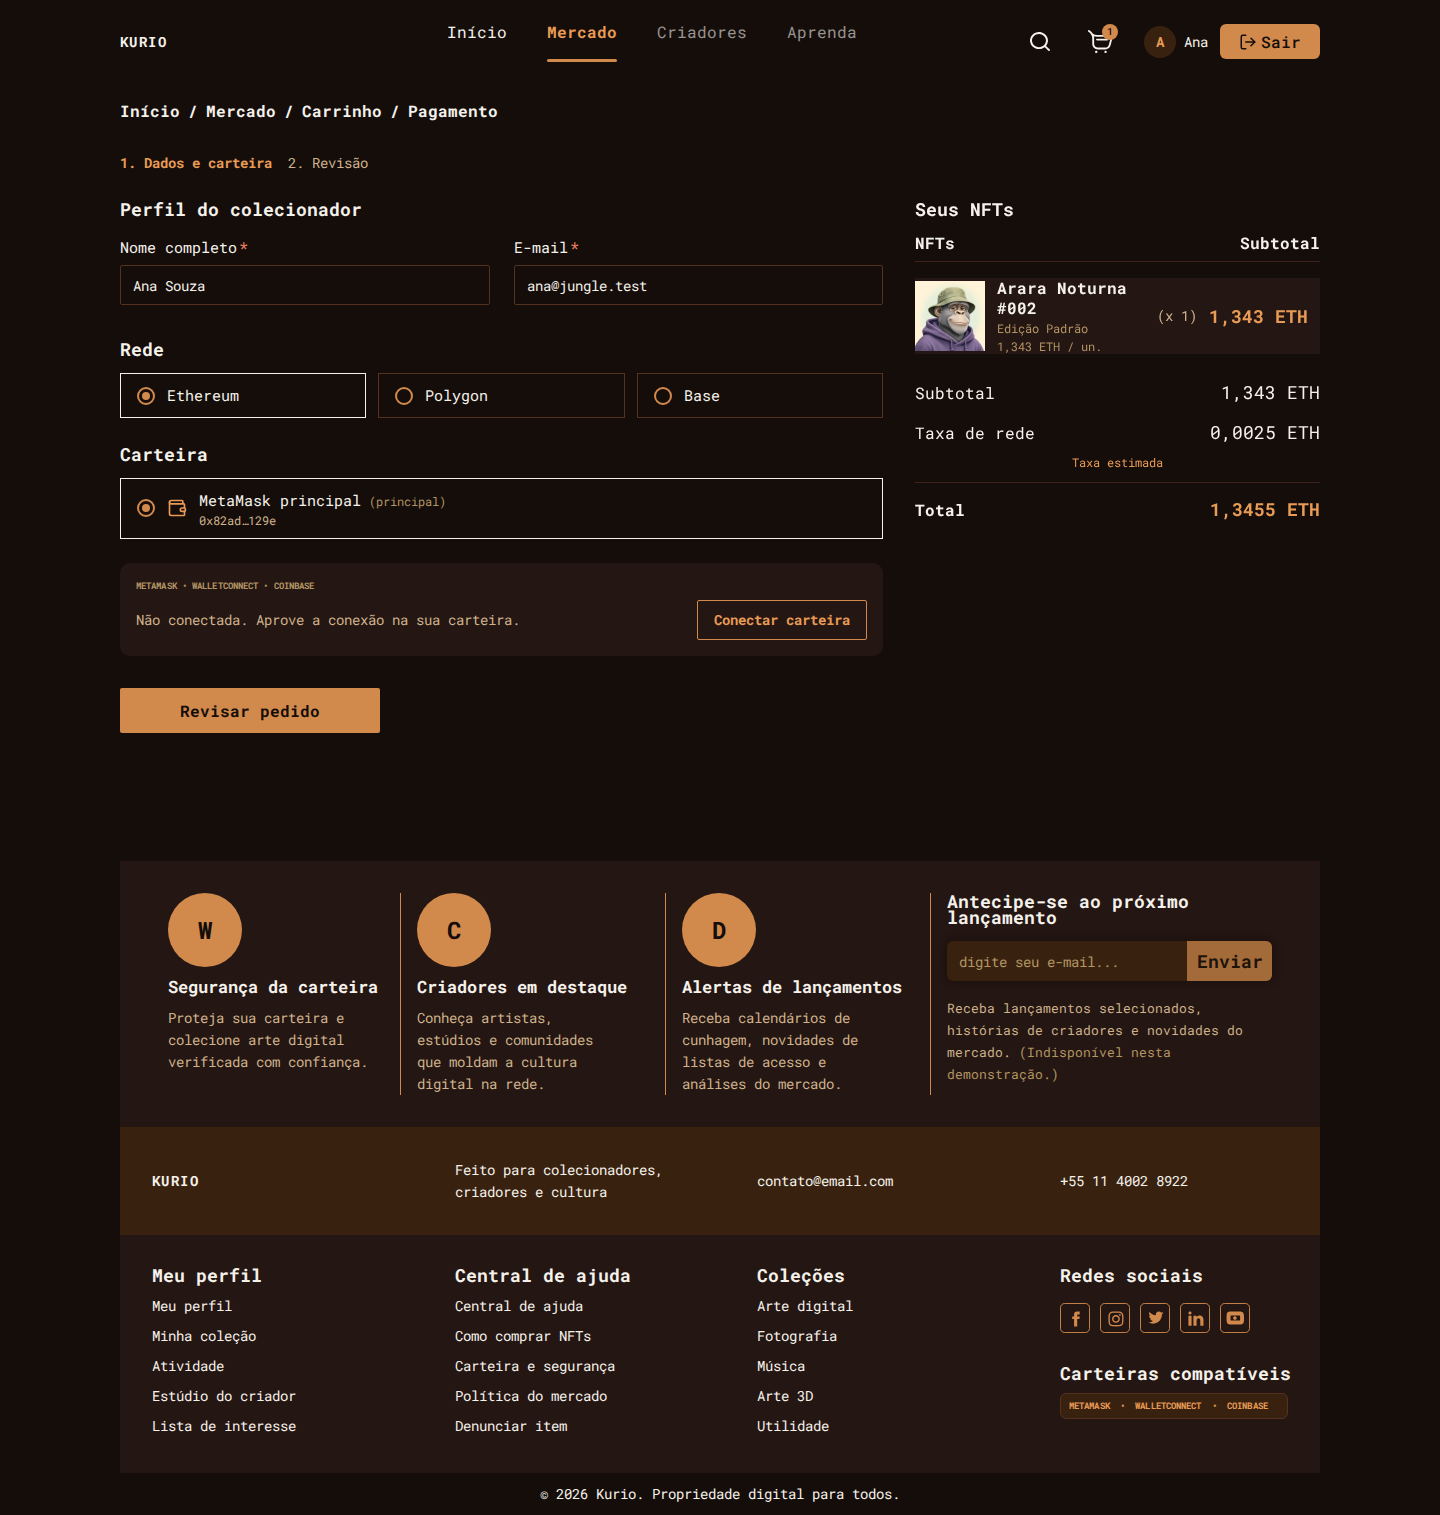 KURIO
Início Mercado Criadores Aprenda
1
A Ana Sair
Início / Mercado / Carrinho / Pagamento
1. Dados e carteira 2. Revisão
Perfil do colecionador
Nome completo* E-mail*
Ana Souza ana@jungle.test
Rede
Ethereum Polygon Base
Carteira
MetaMask principal (principal)
0x82ad…129e
METAMASK • WALLETCONNECT • COINBASE
Não conectada. Aprove a conexão na sua carteira. Conectar carteira
Revisar pedido
Seus NFTs
NFTs Subtotal
Arara Noturna
#002
Edição Padrão
1,343 ETH / un.
(x 1) 1,343 ETH
Subtotal 1,343 ETH
Taxa de rede 0,0025 ETH
Taxa estimada
Total 1,3455 ETH
W
Segurança da carteira
Proteja sua carteira e
colecione arte digital
verificada com confiança.
C
Criadores em destaque
Conheça artistas,
estúdios e comunidades
que moldam a cultura
digital na rede.
D
Alertas de lançamentos
Receba calendários de
cunhagem, novidades de
listas de acesso e
análises do mercado.
Antecipe-se ao próximo
lançamento
digite seu e-mail... Enviar
Receba lançamentos selecionados,
histórias de criadores e novidades do
mercado. (Indisponível nesta
demonstração.)
KURIO
Feito para colecionadores,
criadores e cultura
contato@email.com
+55 11 4002 8922
Meu perfil
Meu perfil
Minha coleção
Atividade
Estúdio do criador
Lista de interesse
Central de ajuda
Central de ajuda
Como comprar NFTs
Carteira e segurança
Política do mercado
Denunciar item
Coleções
Arte digital
Fotografia
Música
Arte 3D
Utilidade
Redes sociais
Carteiras compatíveis
METAMASK • WALLETCONNECT • COINBASE
© 2026 Kurio. Propriedade digital para todos.